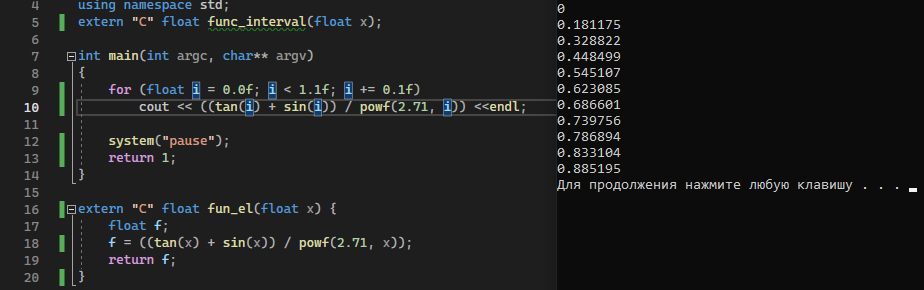 4 using namespace std;
5 extern "C" float func_interval(float x);
6
7 int main(int argc, char** argv)
8 {
9 for (float i = 0.0f; i < 1.1f; i += 0.1f)
10 cout << ((tan(i) + sin(i)) / powf(2.71, i)) <<endl;
11
12 system("pause");
13 return 1;
14 }
15
16 extern "C" float fun_el(float x) {
17 float f;
18 f = ((tan(x) + sin(x)) / powf(2.71, x));
19 return f;
20 }
0
0.181175
0.328822
0.448499
0.545107
0.623085
0.686601
0.739756
0.786894
0.833104
0.885195
Для продолжения нажмите любую клавишу . . .